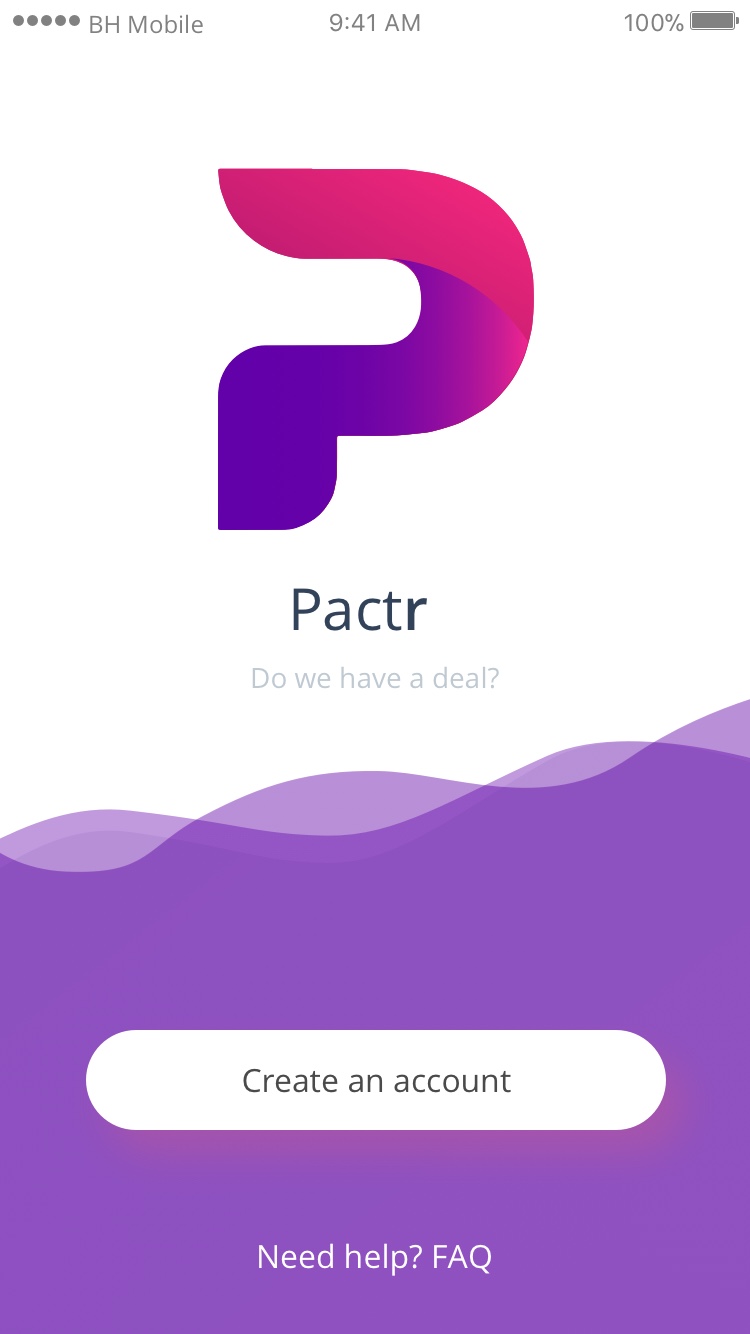 BH Mobile 9:41 AM 100%
Pactr
Do we have a deal?
Create an account
Need help? FAQ